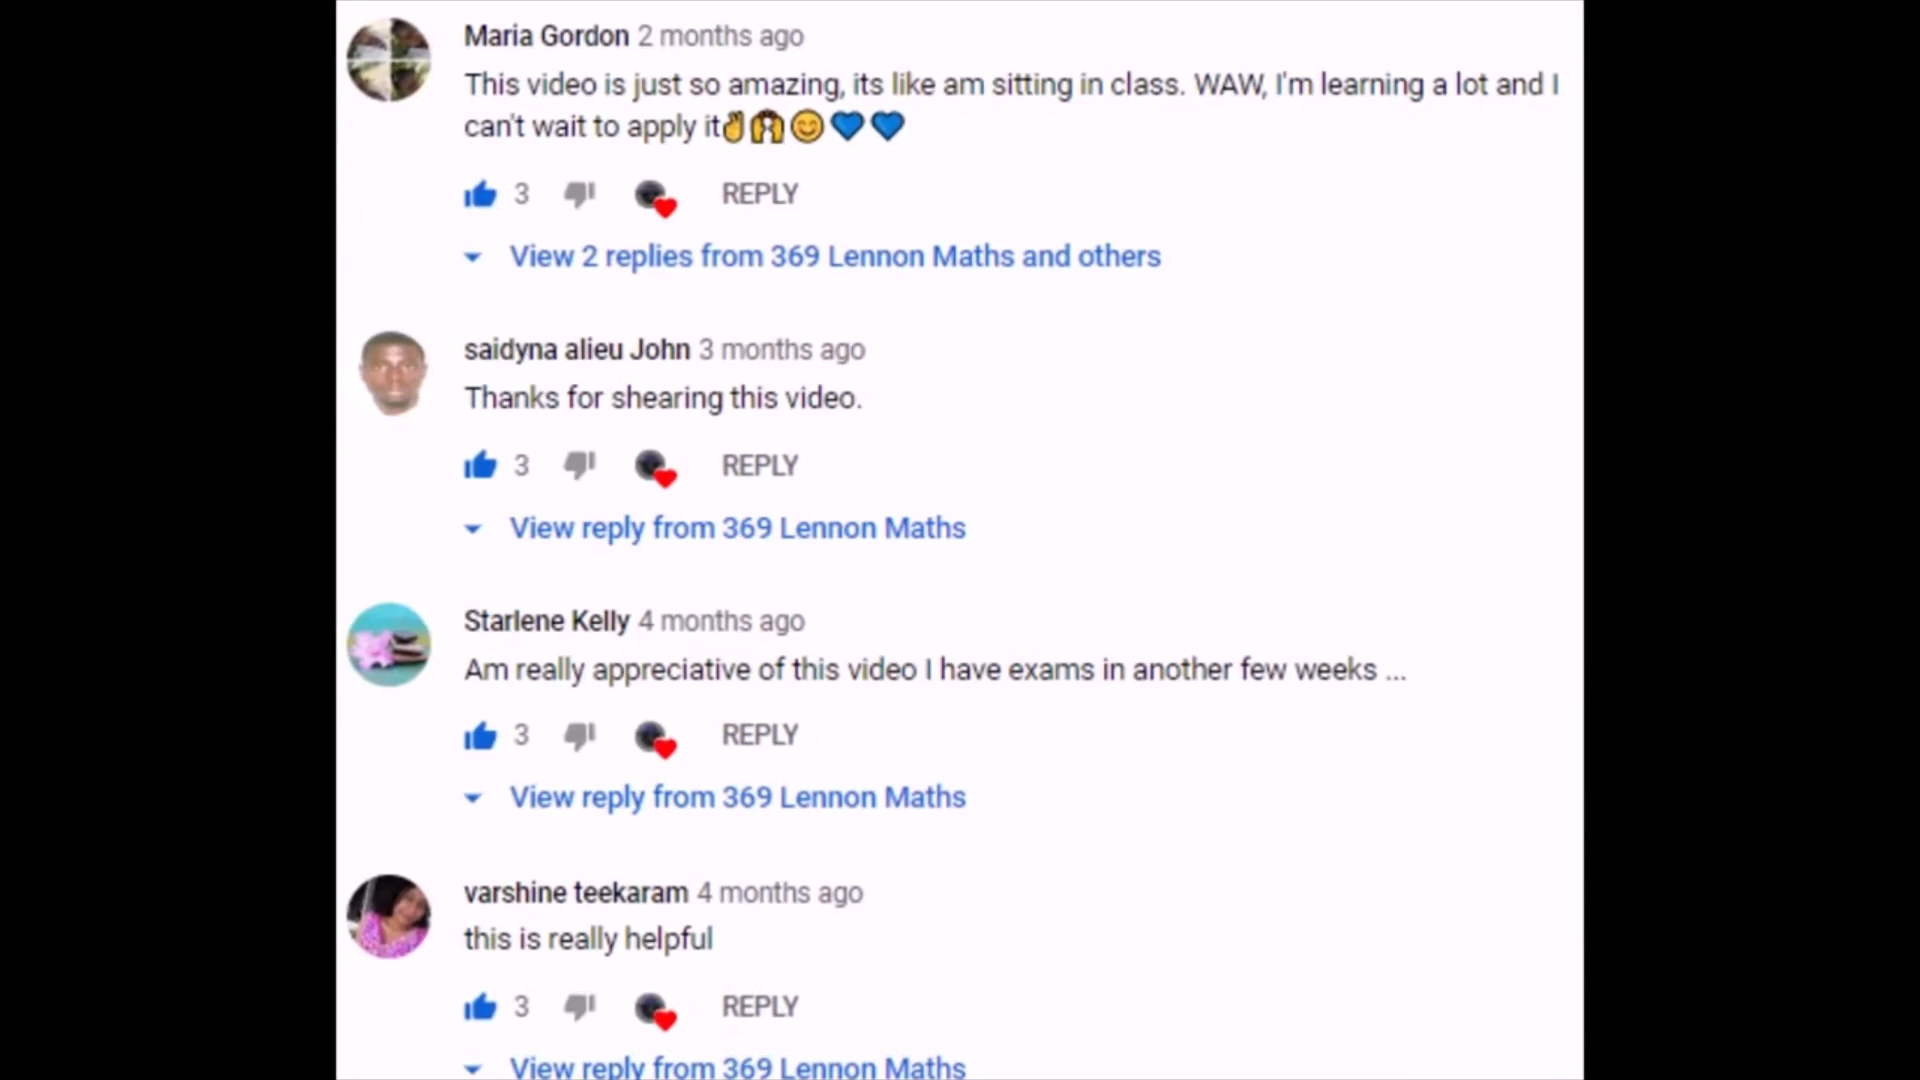 Maria Gordon 2 months ago
This video is just so amazing, its like am sitting in class. WAW, I'm learning a lot and I
can't wait to apply it✌🙌😊💙💙
3 REPLY
View 2 replies from 369 Lennon Maths and others
saidyna alieu John 3 months ago
Thanks for shearing this video.
3 REPLY
View reply from 369 Lennon Maths
Starlene Kelly 4 months ago
Am really appreciative of this video I have exams in another few weeks ...
3 REPLY
View reply from 369 Lennon Maths
varshine teekaram 4 months ago
this is really helpful
3 REPLY
View reply from 369 Lennon Maths